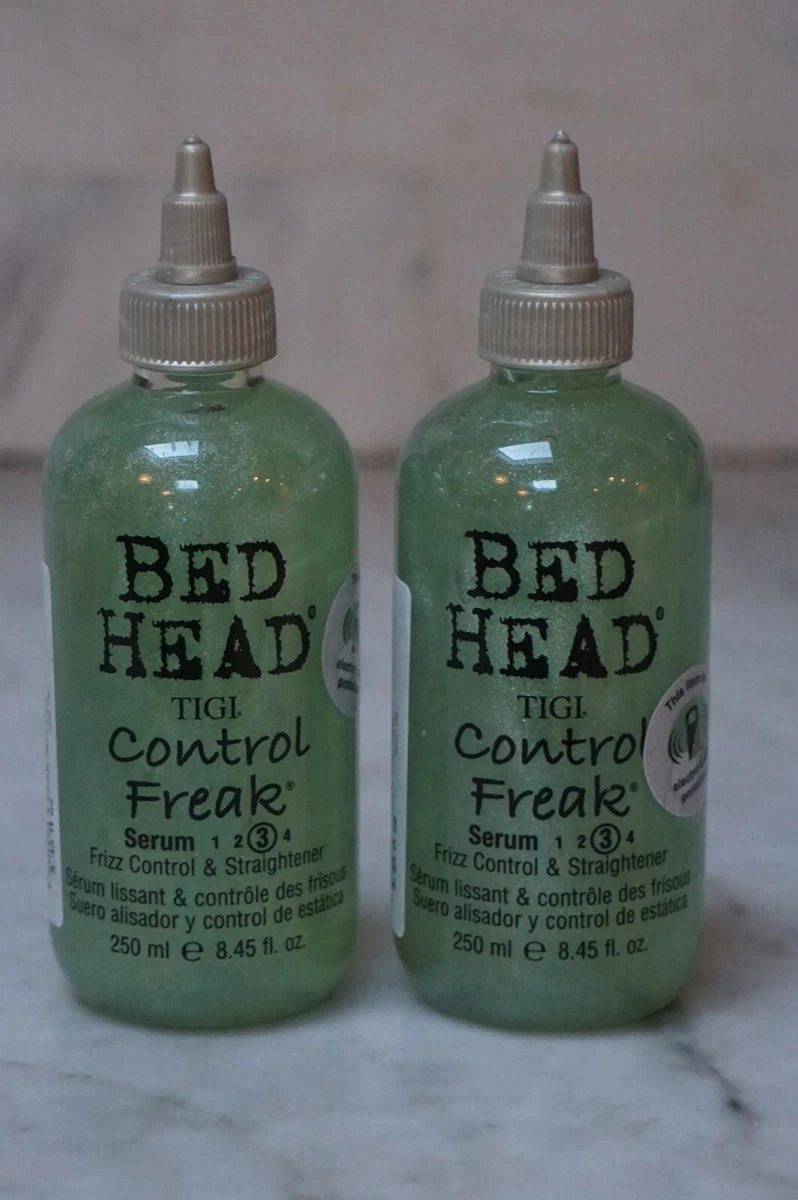 BED
HEAD®
TIGI
Control
Freak®
Serum 1 2 3 4
Frizz Control & Straightener
Sérum lissant & contrôle des frisous
Suero alisador y control de estática
250 ml e 8.45 fl. oz.
BED
HEAD®
TIGI
Control
Freak®
Serum 1 2 3 4
Frizz Control & Straightener
Sérum lissant & contrôle des frisous
Suero alisador y control de estática
250 ml e 8.45 fl. oz.
This item